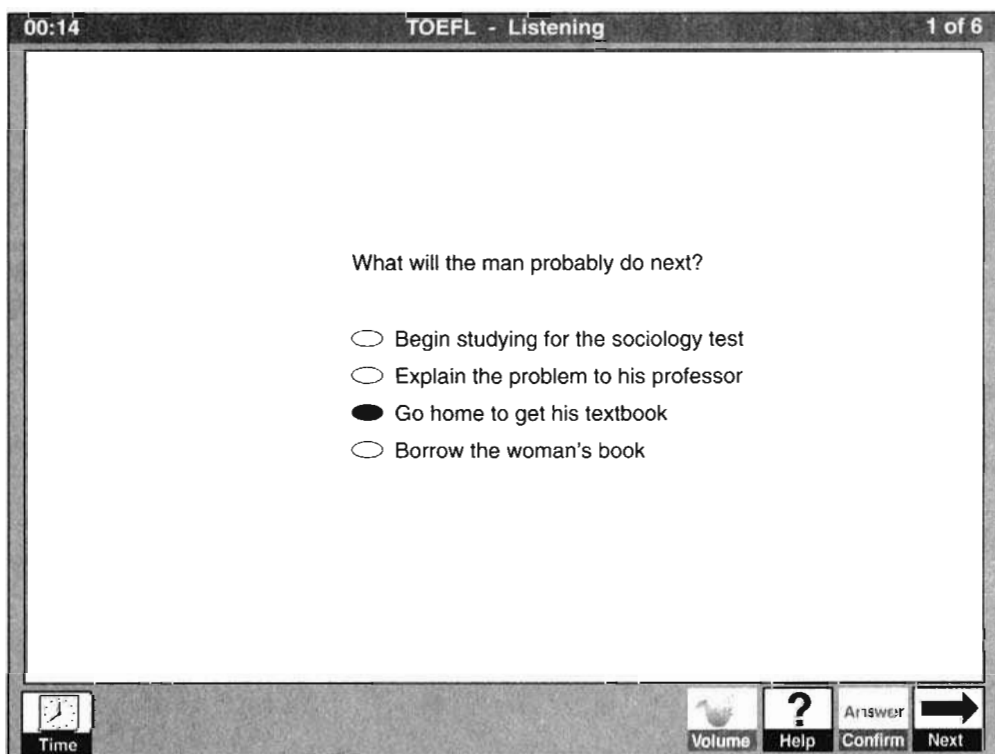 00:14 TOEFL - Listening 1 of 6
What will the man probably do next?
Begin studying for the sociology test
Explain the problem to his professor
Go home to get his textbook
Borrow the woman's book
?
Answer
Time Volume Help Confirm Next